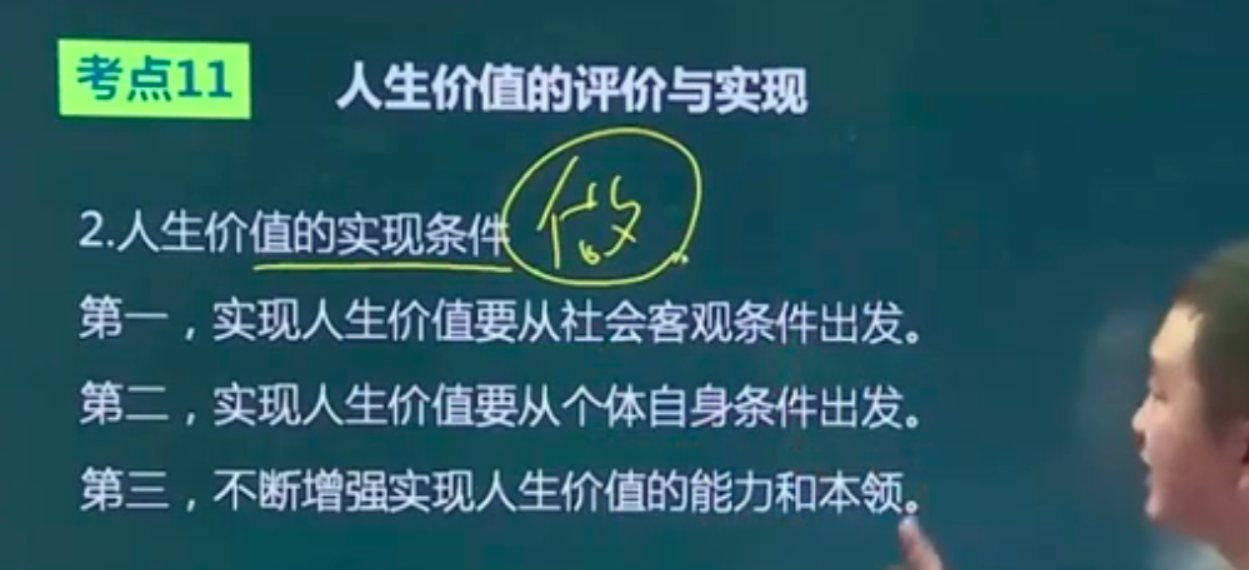 考点11 人生价值的评价与实现
2.人生价值的实现条件 做
第一，实现人生价值要从社会客观条件出发。
第二，实现人生价值要从个体自身条件出发。
第三，不断增强实现人生价值的能力和本领。